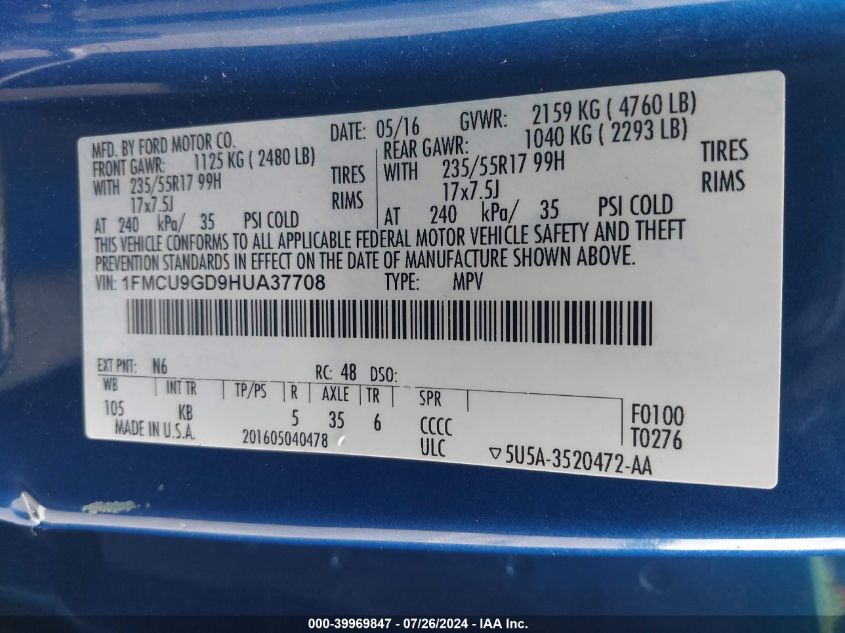 MFD. BY FORD MOTOR CO.
DATE: 05/16 GVWR: 2159 KG ( 4760 LB)
FRONT GAWR: 1125 KG ( 2480 LB)
REAR GAWR: 1040 KG ( 2293 LB)
WITH 235/55R17 99H TIRES
WITH 235/55R17 99H TIRES
17x7.5J RIMS
17x7.5J RIMS
AT 240 kPa/ 35 PSI COLD
AT 240 kPa/ 35 PSI COLD
THIS VEHICLE CONFORMS TO ALL APPLICABLE FEDERAL MOTOR VEHICLE SAFETY AND THEFT
PREVENTION STANDARDS IN EFFECT ON THE DATE OF MANUFACTURE SHOWN ABOVE.
VIN: 1FMCU9GD9HUA37708 TYPE: MPV
EXT PNT: N6 RC: 48 DSO:
WB INT TR TP/PS R AXLE TR SPR
105 KB 5 35 6 CCCC F0100
MADE IN U.S.A. 201605040478 ULC T0276
▽5U5A-3520472-AA
000-39969847 / 07/26/2024 - IAA Inc.